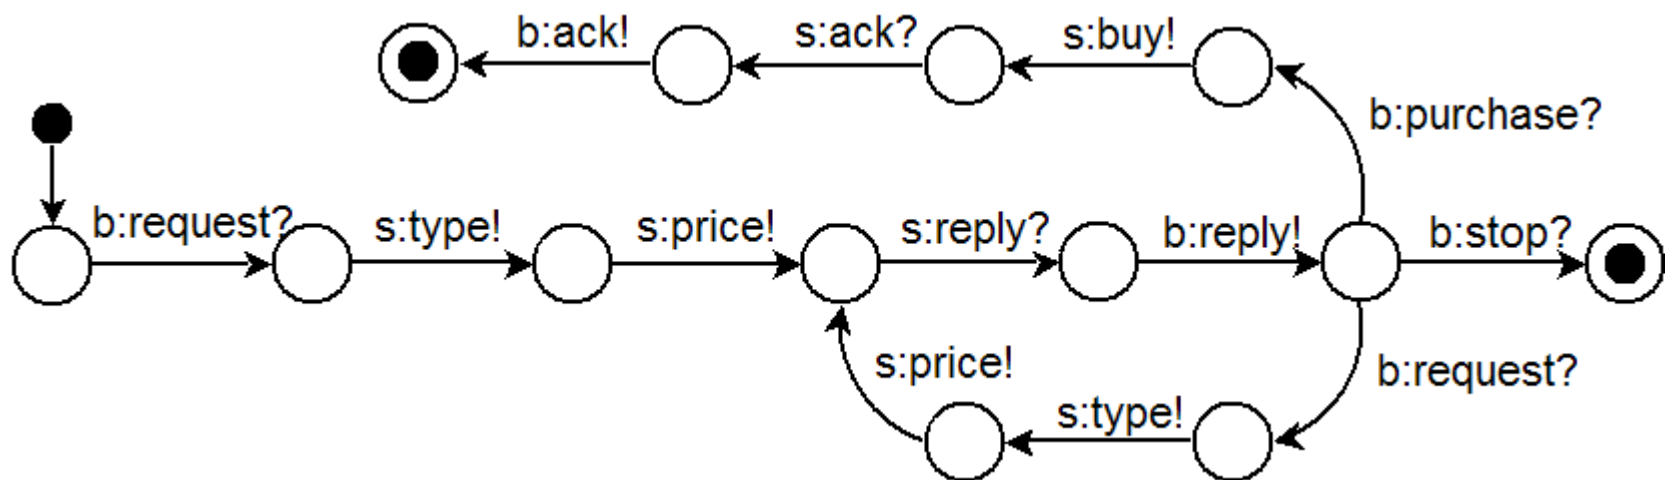 b:ack!
s:ack?
s:buy!
b:purchase?
b:request?
s:type!
s:price!
s:reply?
b:reply!
b:stop?
s:price!
b:request?
s:type!